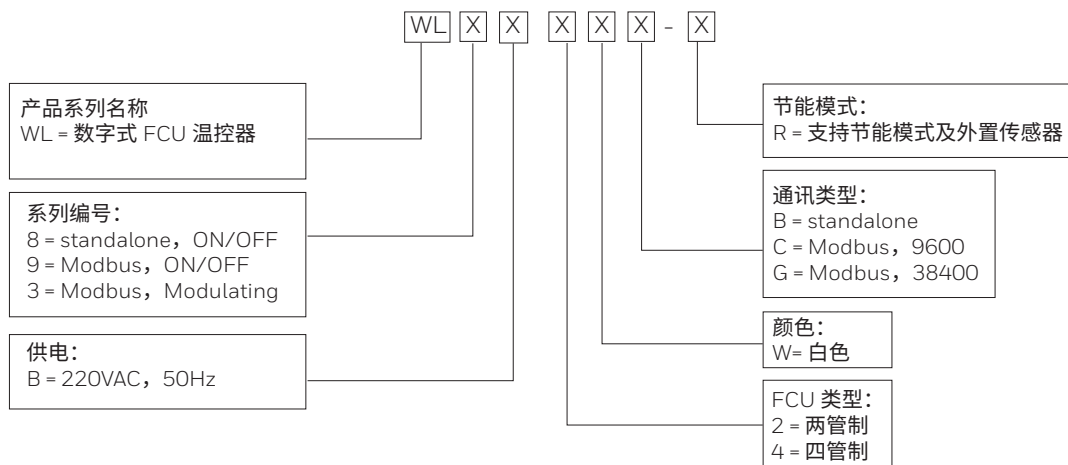 WL X X X X X - X
产品系列名称
WL = 数字式 FCU 温控器
系列编号：
8 = standalone，ON/OFF
9 = Modbus，ON/OFF
3 = Modbus，Modulating
供电：
B = 220VAC，50Hz
节能模式：
R = 支持节能模式及外置传感器
通讯类型：
B = standalone
C = Modbus，9600
G = Modbus，38400
颜色：
W= 白色
FCU 类型：
2 = 两管制
4 = 四管制